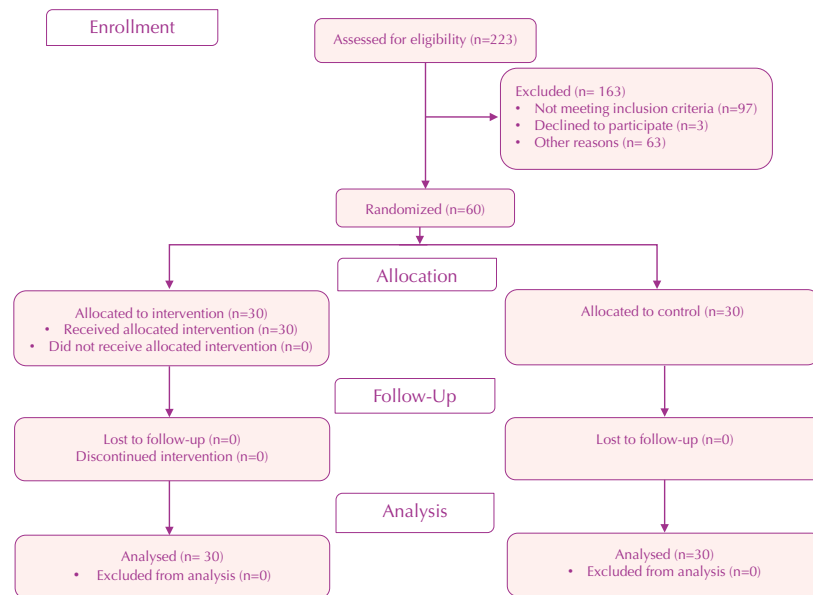 Enrollment
Assessed for eligibility (n=223)
Excluded (n= 163)
• Not meeting inclusion criteria (n=97)
• Declined to participate (n=3)
• Other reasons (n= 63)
Randomized (n=60)
Allocation
Allocated to intervention (n=30)
• Received allocated intervention (n=30)
• Did not receive allocated intervention (n=0)
Allocated to control (n=30)
Follow-Up
Lost to follow-up (n=0)
Discontinued intervention (n=0)
Lost to follow-up (n=0)
Analysis
Analysed (n= 30)
• Excluded from analysis (n=0)
Analysed (n=30)
• Excluded from analysis (n=0)